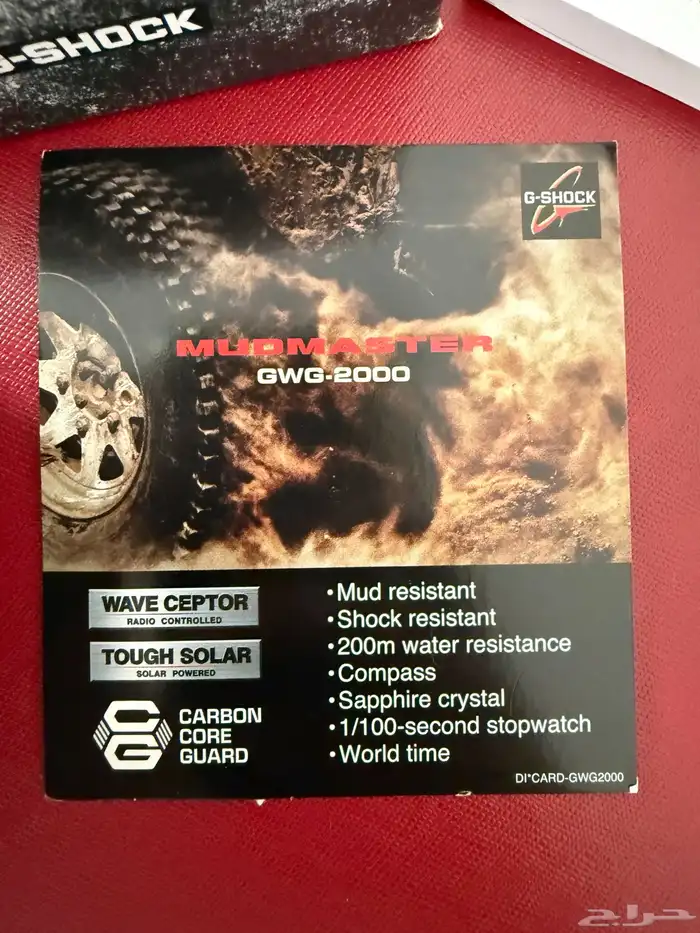 G-SHOCK
G-SHOCK
MUDMASTER
GWG-2000
WAVE CEPTOR
RADIO CONTROLLED
TOUGH SOLAR
SOLAR POWERED
CARBON
CORE
GUARD
•Mud resistant
•Shock resistant
•200m water resistance
•Compass
•Sapphire crystal
•1/100-second stopwatch
•World time
DI*CARD-GWG2000
حراج